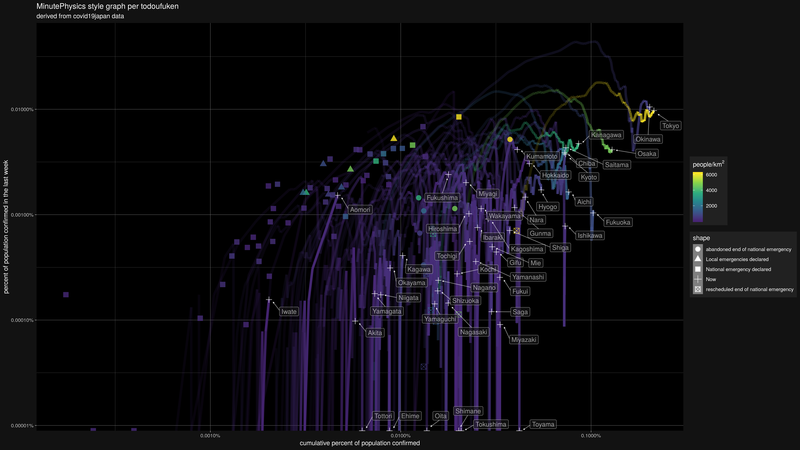 MinutePhysics style graph per todoufuken
derived from covid19japan data
percent of population confirmed in the last week
0.01000%
0.00100%
0.00010%
0.00001%
Kanagawa
Tokyo
Okinawa
Osaka
Saitama
Chiba
Kyoto
Kumamoto
Hokkaido
Aichi
Fukuoka
Ishikawa
Fukushima
Miyagi
Hyogo
Wakayama
Nara
Gunma
Aomori
Hiroshima
Ibaraki
Kagoshima
Shiga
Tochigi
Gifu
Mie
Kagawa
Kochi
Yamanashi
Okayama
Nagano
Fukui
Niigata
Shizuoka
Yamagata
Saga
Iwate
Yamaguchi
Akita
Nagasaki
Miyazaki
Tottori
Ehime
Oita
Shimane
Tokushima
Toyama
0.0010%
0.0100%
0.1000%
cumulative percent of population confirmed
people/km²
6000
4000
2000
shape
abandoned end of national emergency
Local emergencies declared
National emergency declared
Now
rescheduled end of national emergency